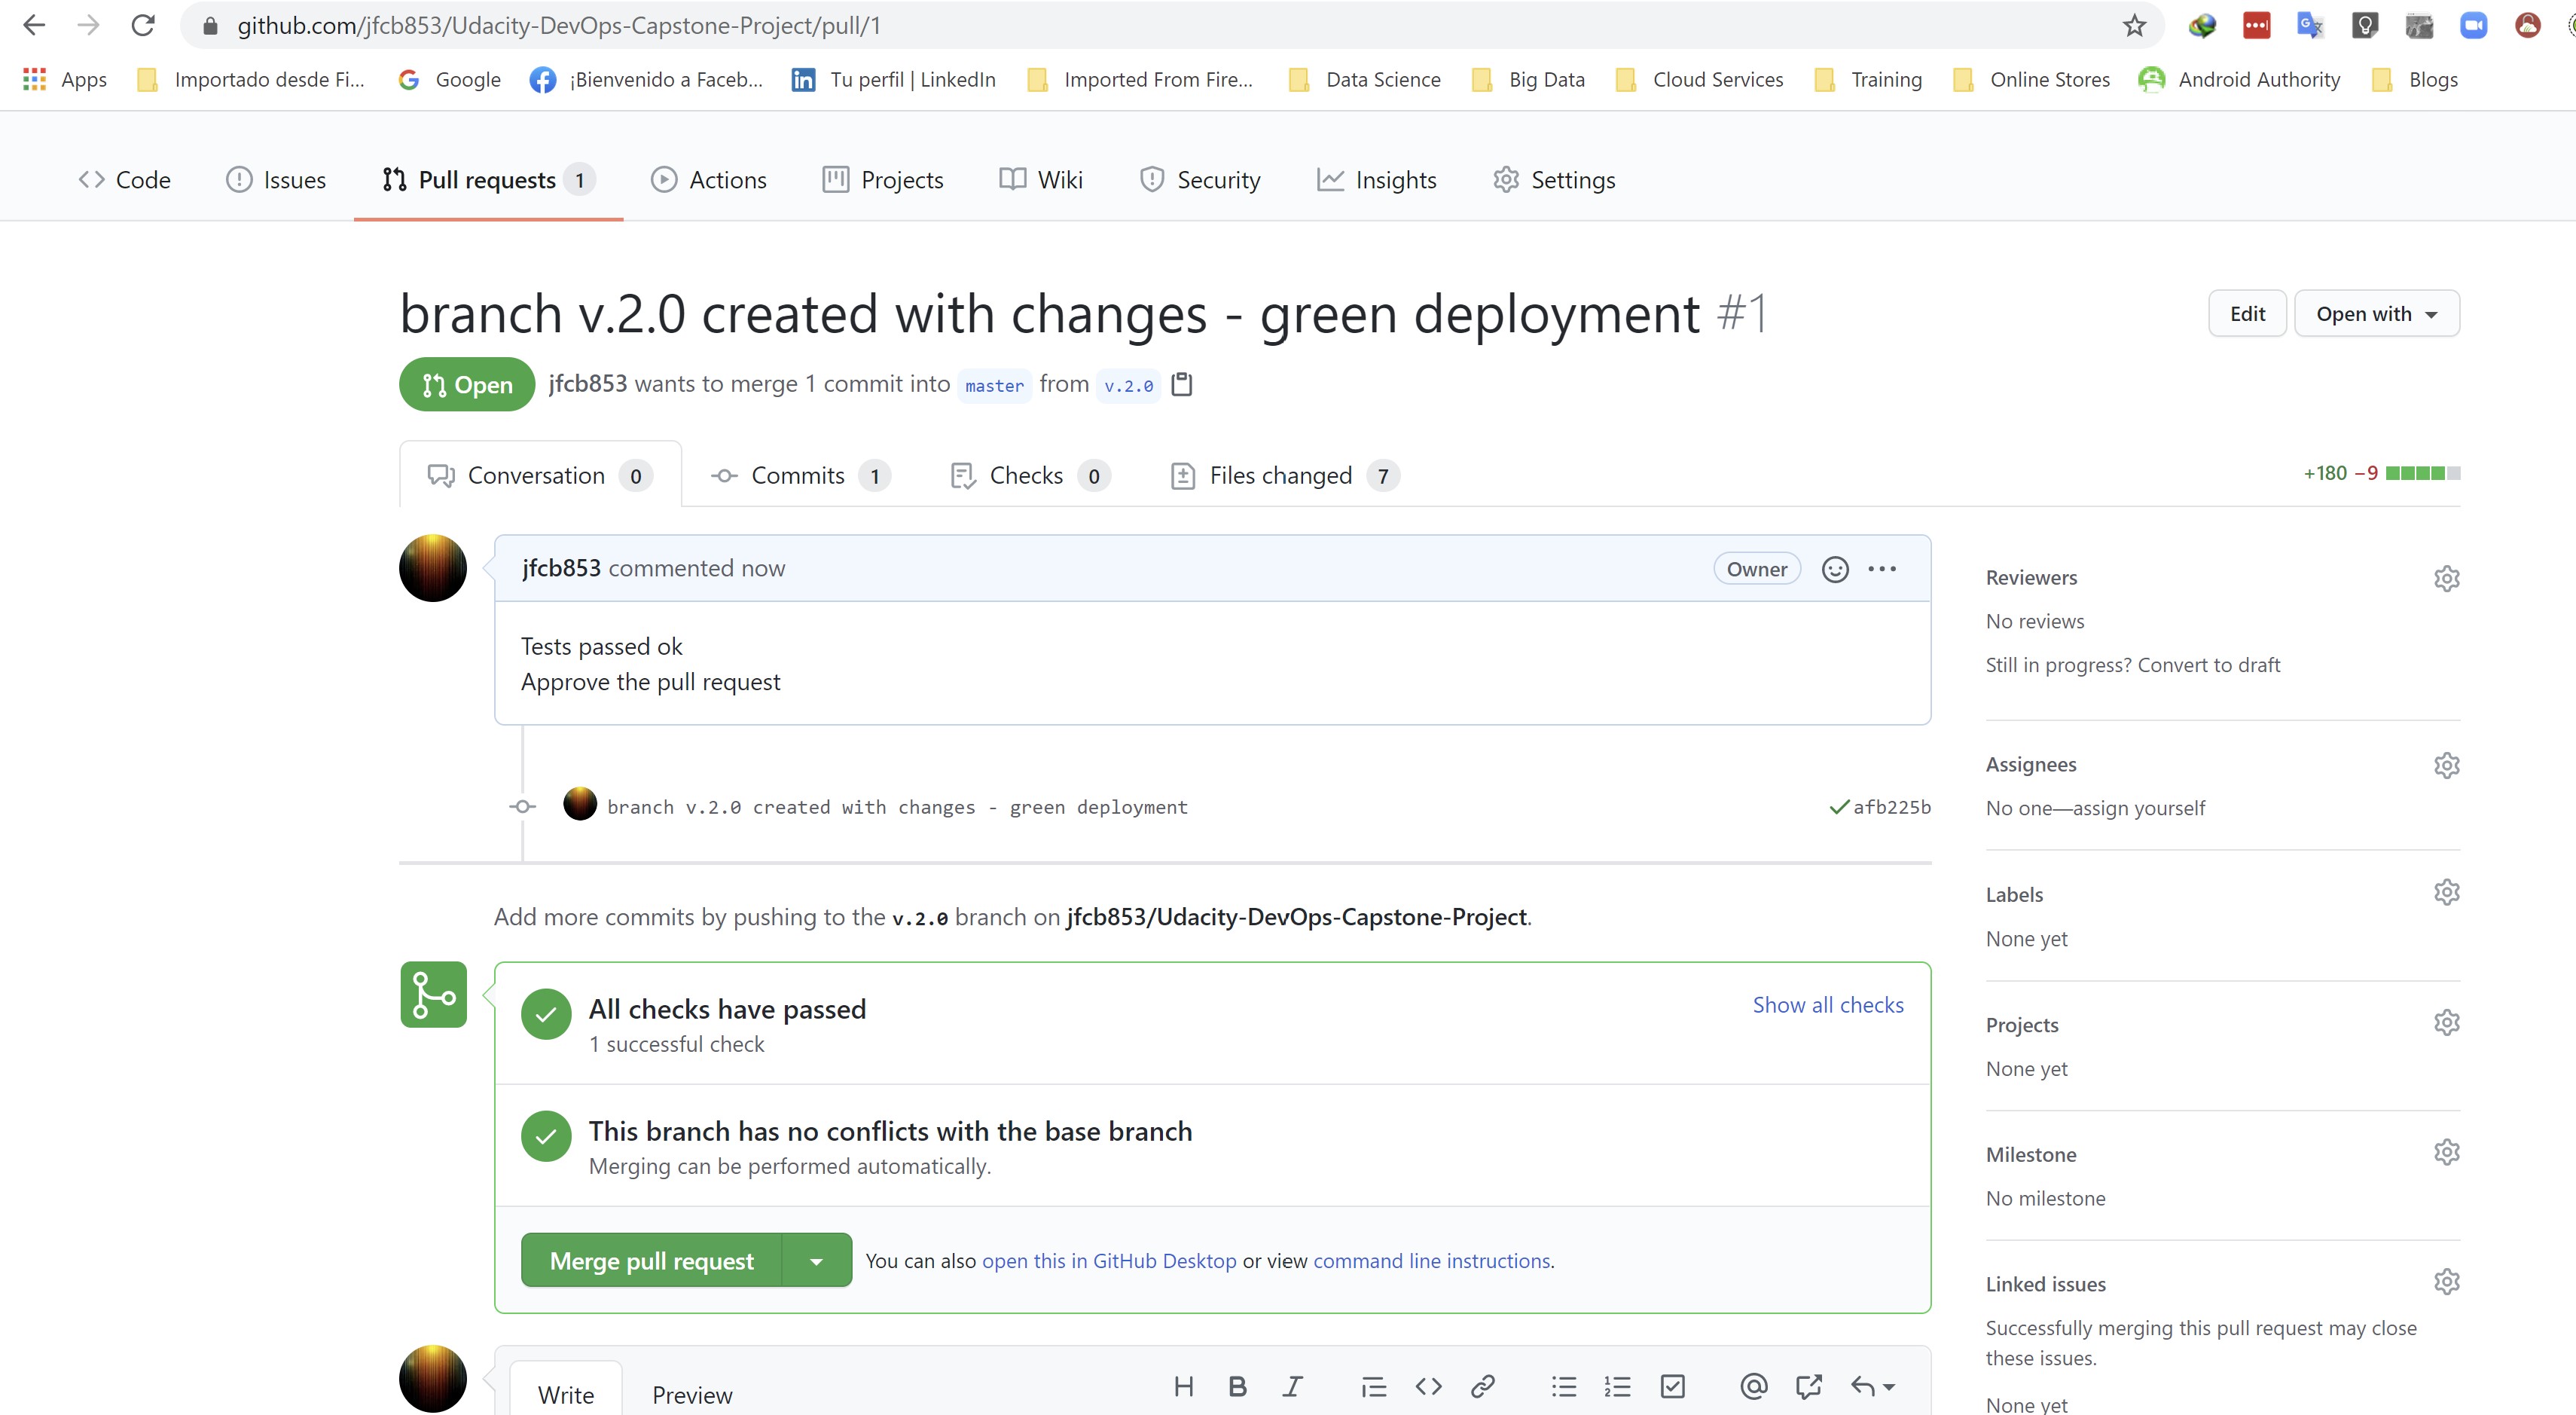 github.com/jfcb853/Udacity-DevOps-Capstone-Project/pull/1
Apps Importado desde Fi... Google ¡Bienvenido a Faceb... Tu perfil | LinkedIn Imported From Fire... Data Science Big Data Cloud Services Training Online Stores Android Authority Blogs
Code Issues Pull requests 1 Actions Projects Wiki Security Insights Settings
branch v.2.0 created with changes - green deployment #1
Edit Open with
Open jfcb853 wants to merge 1 commit into master from v.2.0
Conversation 0 Commits 1 Checks 0 Files changed 7
+180 −9
jfcb853 commented now
Owner
Tests passed ok
Approve the pull request
branch v.2.0 created with changes - green deployment
afb225b
Add more commits by pushing to the v.2.0 branch on jfcb853/Udacity-DevOps-Capstone-Project.
All checks have passed
Show all checks
1 successful check
This branch has no conflicts with the base branch
Merging can be performed automatically.
Merge pull request
You can also open this in GitHub Desktop or view command line instructions.
Write Preview
Reviewers
No reviews
Still in progress? Convert to draft
Assignees
No one—assign yourself
Labels
None yet
Projects
None yet
Milestone
No milestone
Linked issues
Successfully merging this pull request may close
these issues.
None yet